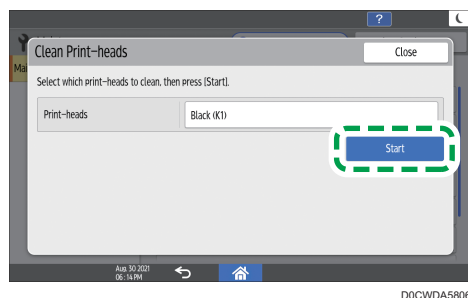 ?
Clean Print-heads
Close
Mai
Select which print-heads to clean, then press [Start].
Print-heads
Black (K1)
Start
Aug. 30 2021
06:14 PM
D0CWDA5806